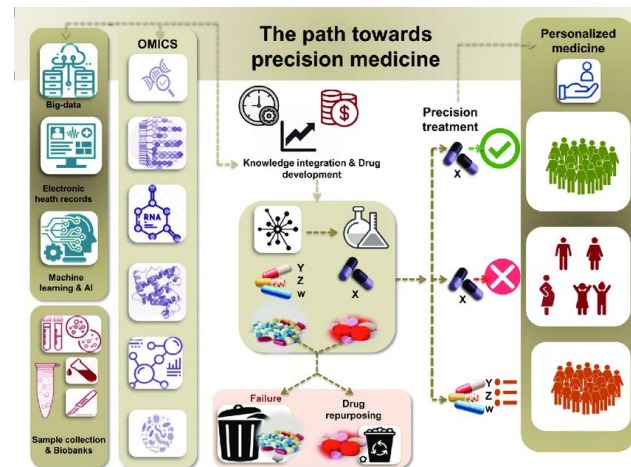 The path towards
precision medicine
OMICS
Personalized
medicine
Big-data
Electronic
heath records
Machine
learning & AI
Sample collection
& Biobanks
RNA
Knowledge integration & Drug
development
Y
Z
w
X
Failure
Drug
repurposing
Precision
treatment
X
X
Y
Z
w